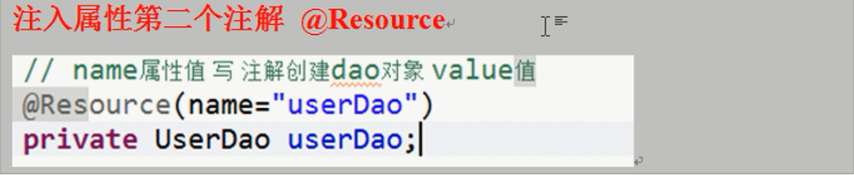 注入属性第二个注解 @Resource
// name属性值 写 注解创建dao对象 value值
@Resource(name="userDao")
private UserDao userDao;